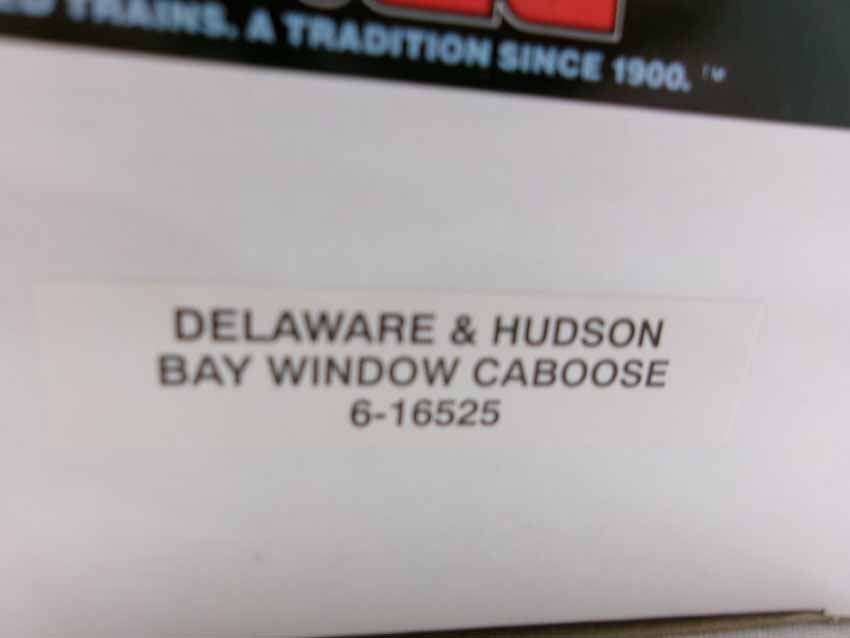 TRAINS. A TRADITION SINCE 1900. ™
DELAWARE & HUDSON
BAY WINDOW CABOOSE
6-16525